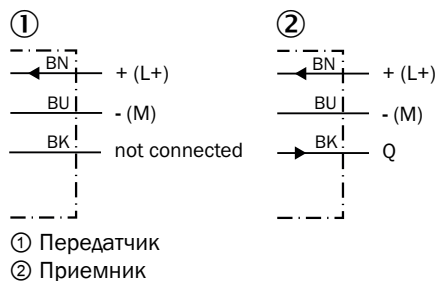 ① ②
BN + (L+) BN + (L+)
BU - (M) BU - (M)
BK not connected BK Q
① Передатчик
② Приемник